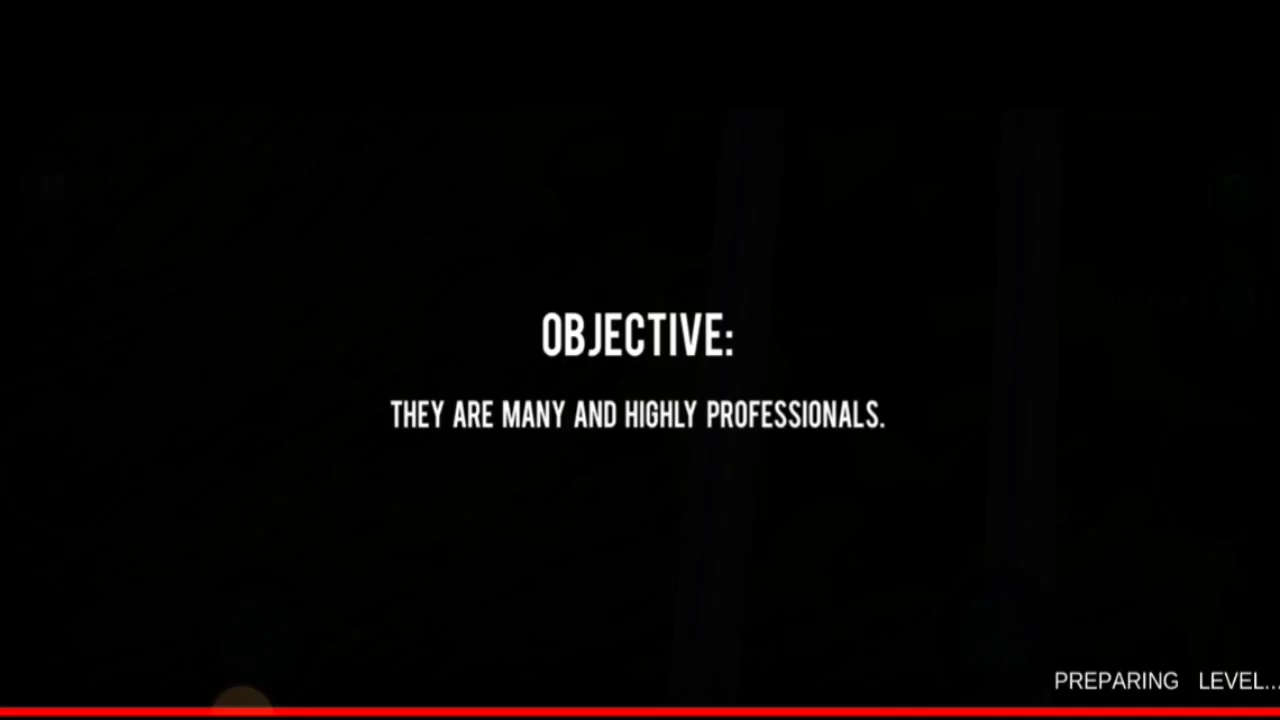 OBJECTIVE:
THEY ARE MANY AND HIGHLY PROFESSIONALS.
PREPARING LEVEL...